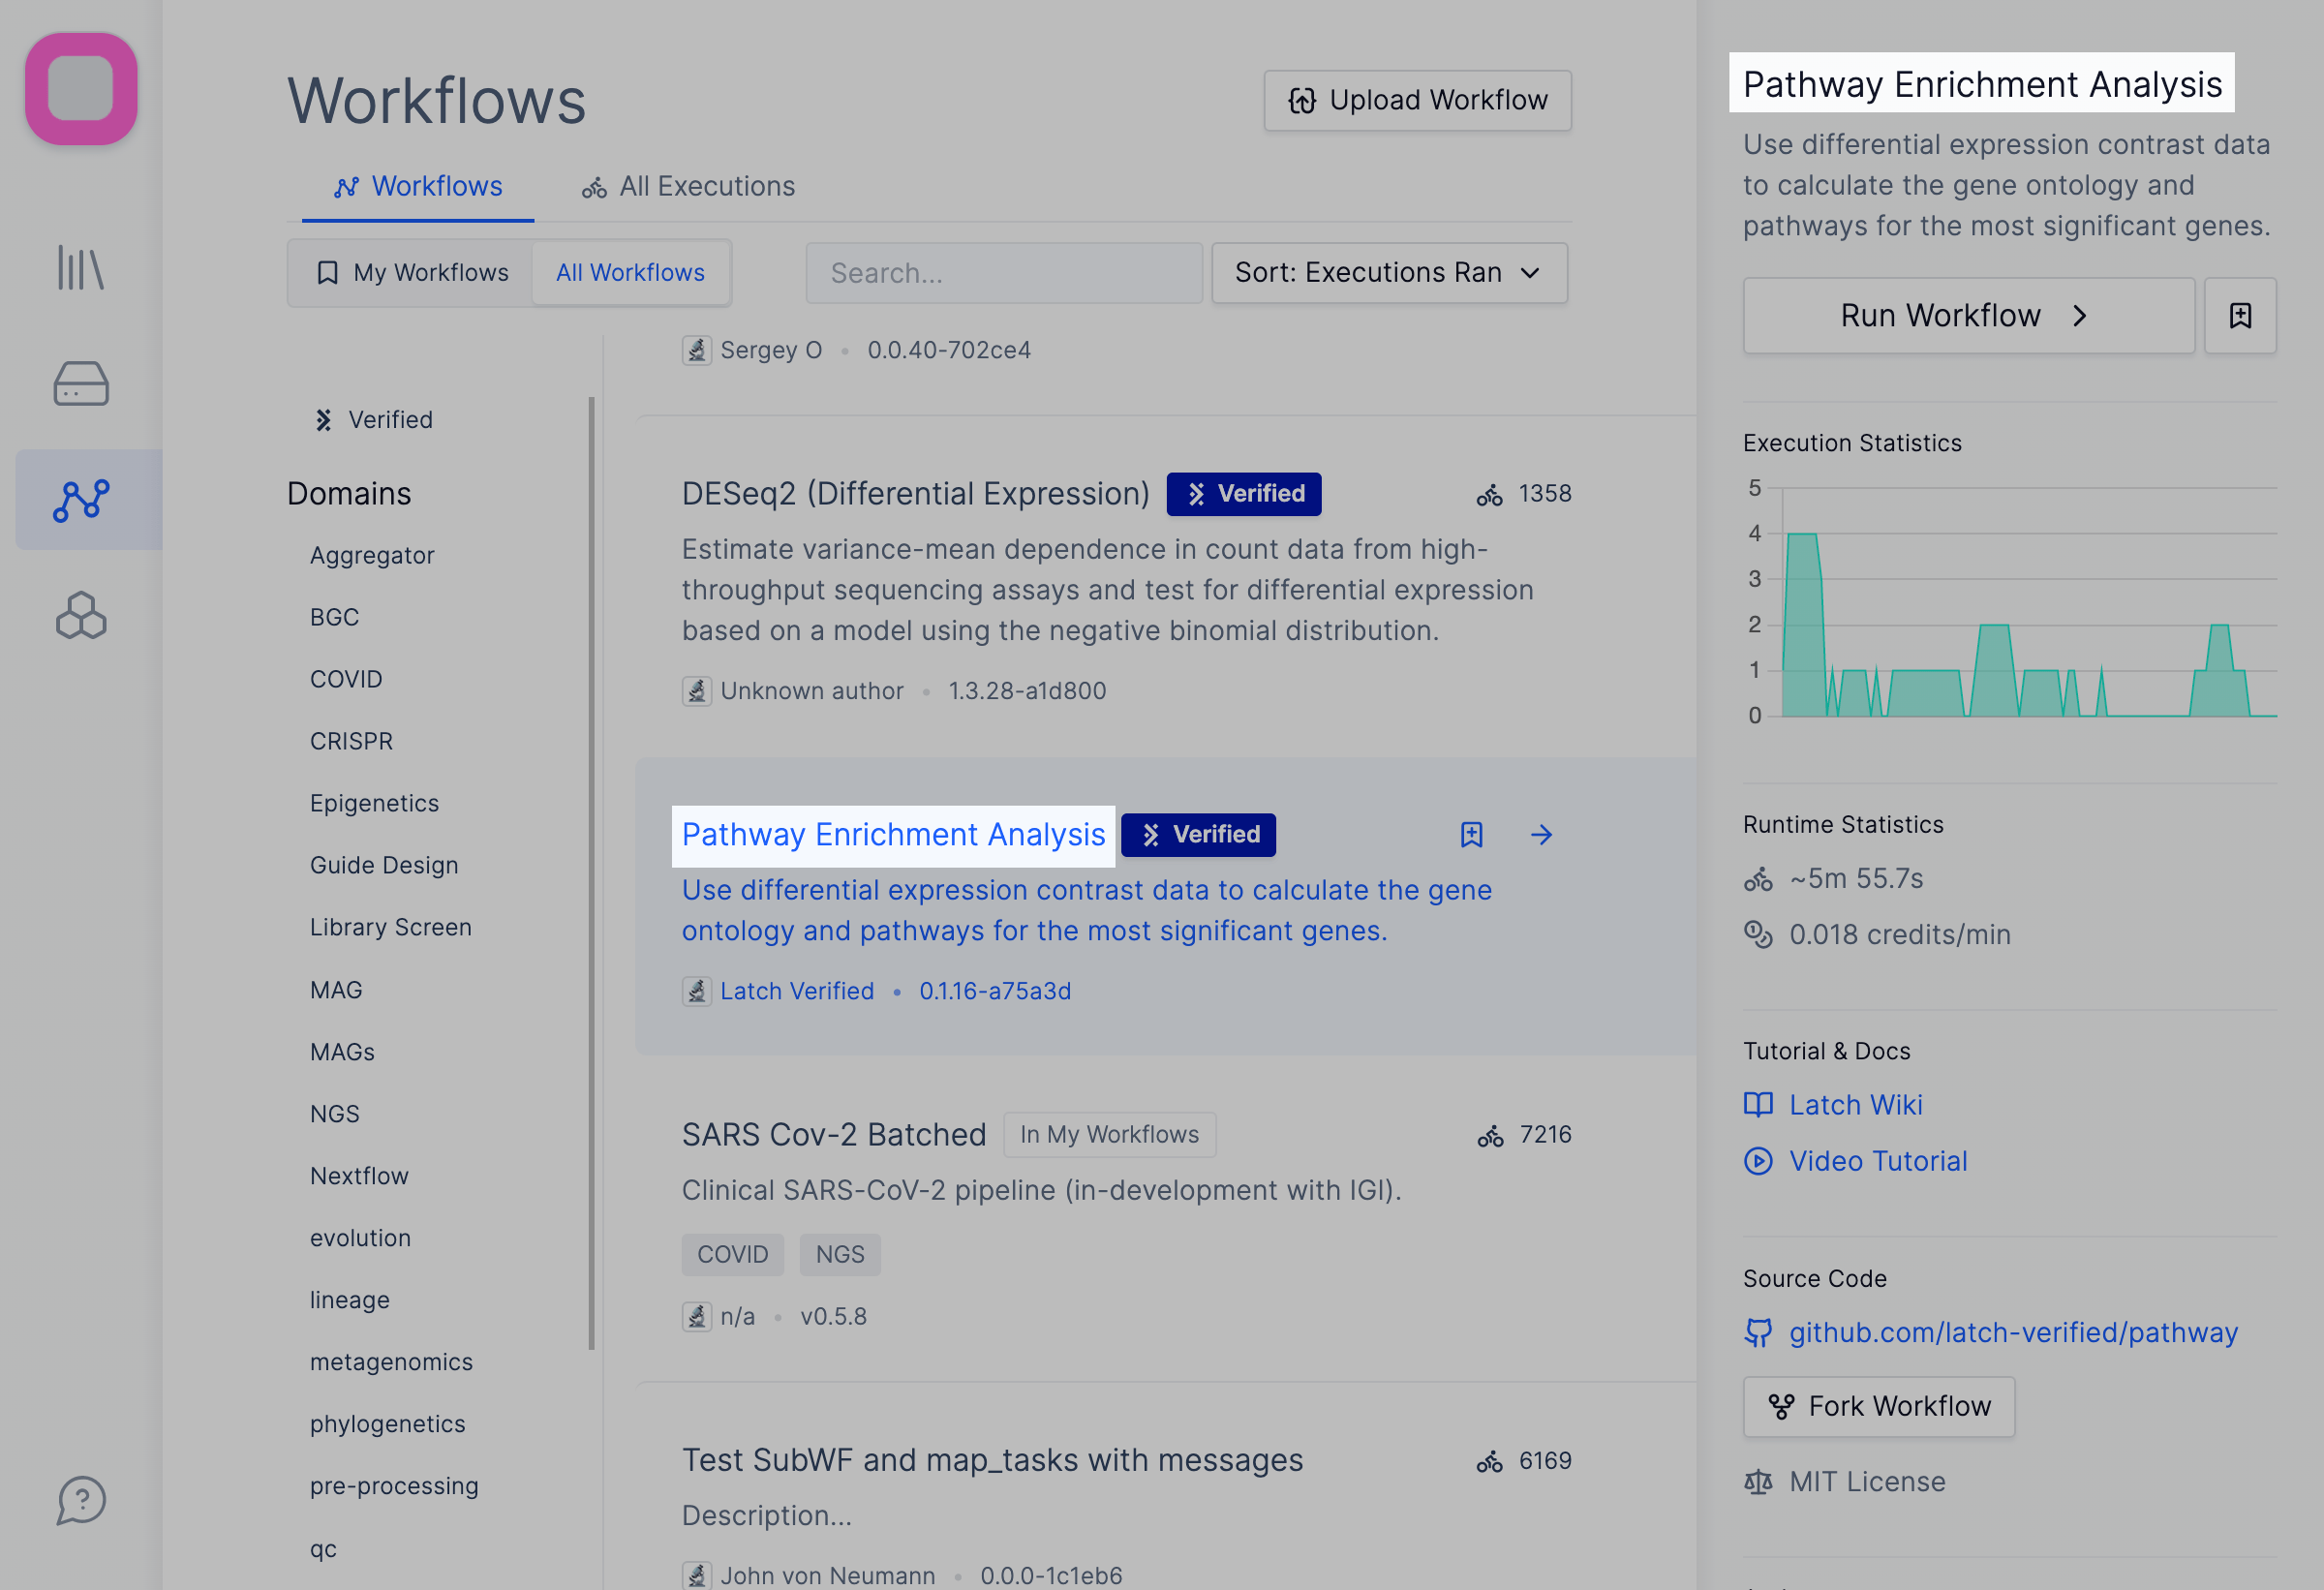 Workflows
Upload Workflow
Workflows
All Executions
My Workflows
All Workflows
Search...
Sort: Executions Ran
Verified
Domains
Aggregator
BGC
COVID
CRISPR
Epigenetics
Guide Design
Library Screen
MAG
MAGs
NGS
Nextflow
evolution
lineage
metagenomics
phylogenetics
pre-processing
qc
Sergey O • 0.0.40-702ce4
DESeq2 (Differential Expression) Verified 1358
Estimate variance-mean dependence in count data from high-
throughput sequencing assays and test for differential expression
based on a model using the negative binomial distribution.
Unknown author • 1.3.28-a1d800
Pathway Enrichment Analysis Verified
Use differential expression contrast data to calculate the gene
ontology and pathways for the most significant genes.
Latch Verified • 0.1.16-a75a3d
SARS Cov-2 Batched In My Workflows 7216
Clinical SARS-CoV-2 pipeline (in-development with IGI).
COVID NGS
n/a • v0.5.8
Test SubWF and map_tasks with messages 6169
Description...
John von Neumann • 0.0.0-1c1eb6
Pathway Enrichment Analysis
Use differential expression contrast data
to calculate the gene ontology and
pathways for the most significant genes.
Run Workflow
Execution Statistics
5
4
3
2
1
0
Runtime Statistics
~5m 55.7s
0.018 credits/min
Tutorial & Docs
Latch Wiki
Video Tutorial
Source Code
github.com/latch-verified/pathway
Fork Workflow
MIT License